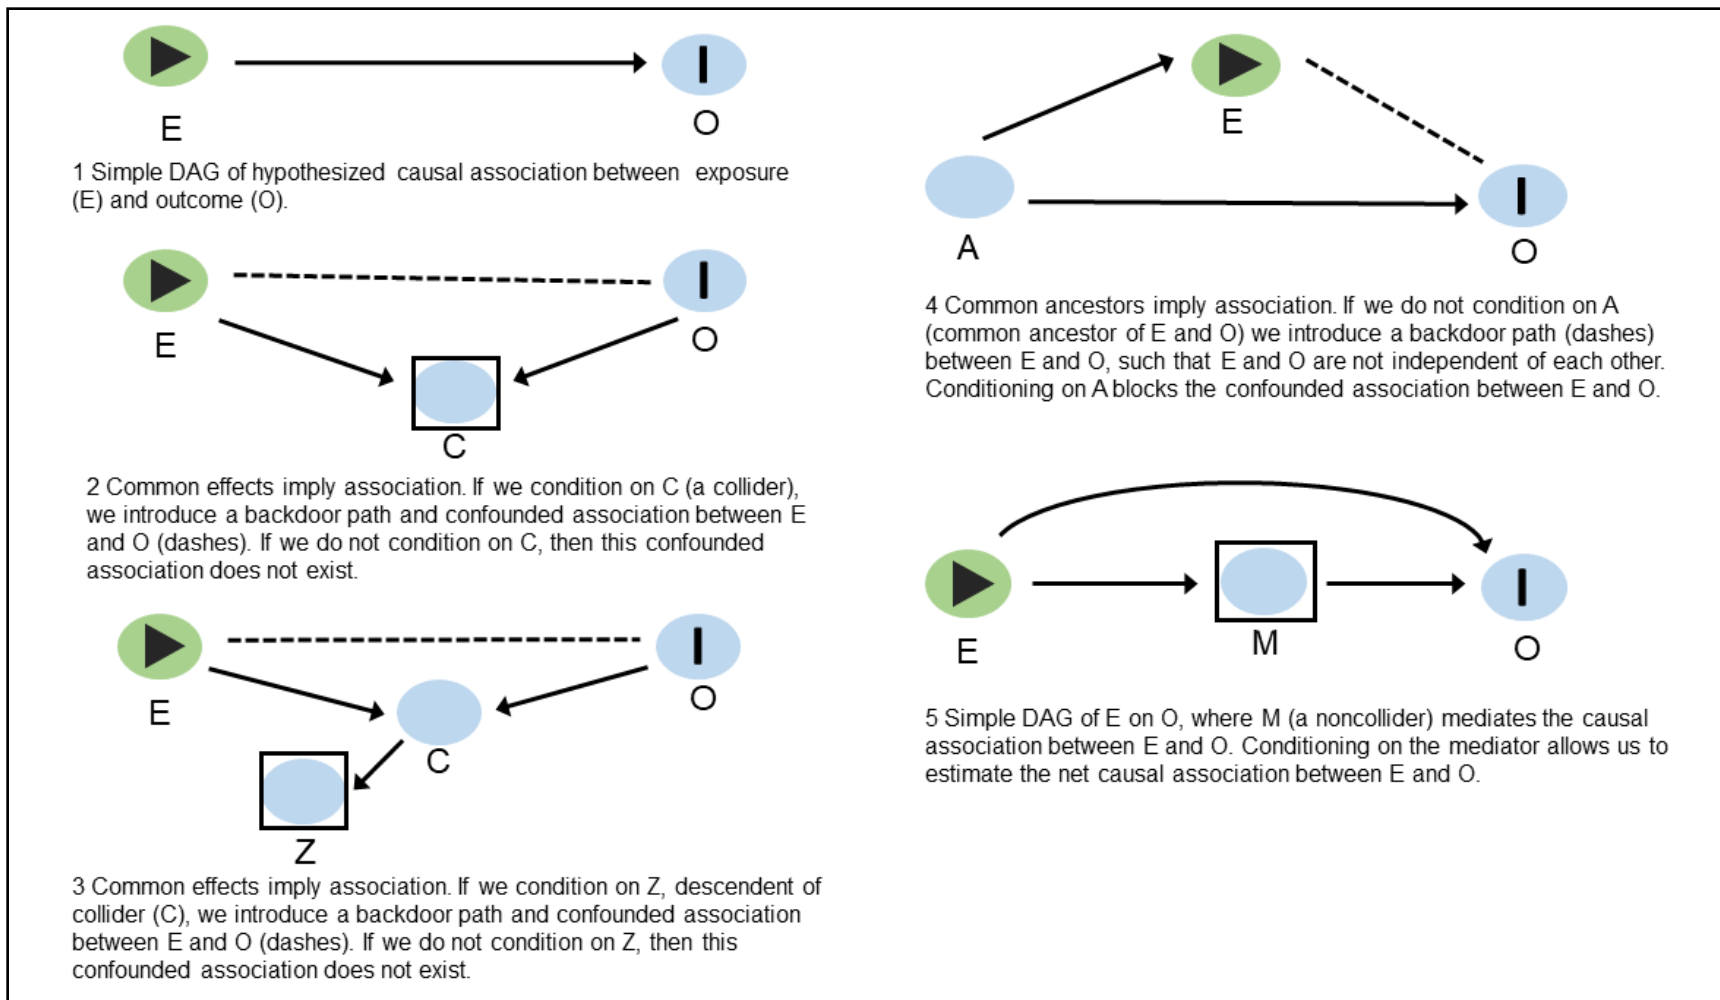 E
O
1 Simple DAG of hypothesized causal association between exposure
(E) and outcome (O).
E
O
C
2 Common effects imply association. If we condition on C (a collider),
we introduce a backdoor path and confounded association between E
and O (dashes). If we do not condition on C, then this confounded
association does not exist.
E
O
C
Z
3 Common effects imply association. If we condition on Z, descendent of
collider (C), we introduce a backdoor path and confounded association
between E and O (dashes). If we do not condition on Z, then this
confounded association does not exist.
E
A
O
4 Common ancestors imply association. If we do not condition on A
(common ancestor of E and O) we introduce a backdoor path (dashes)
between E and O, such that E and O are not independent of each other.
Conditioning on A blocks the confounded association between E and O.
E
M
O
5 Simple DAG of E on O, where M (a noncollider) mediates the causal
association between E and O. Conditioning on the mediator allows us to
estimate the net causal association between E and O.